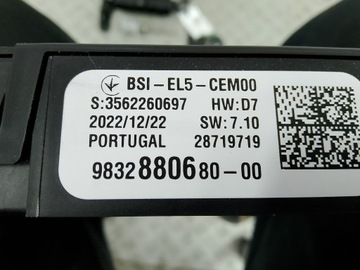 BSI-EL5-CEM00
S:3562260697 HW:D7
2022/12/22 SW:7.10
PORTUGAL 28719719
9832880680-00